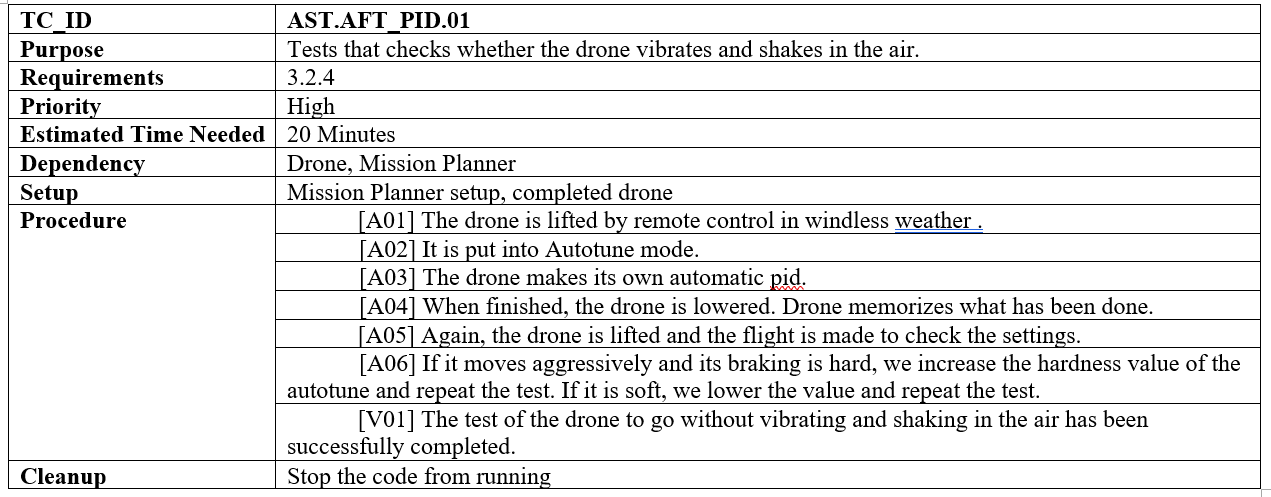 TC_ID AST.AFT_PID.01
Purpose Tests that checks whether the drone vibrates and shakes in the air.
Requirements 3.2.4
Priority High
Estimated Time Needed 20 Minutes
Dependency Drone, Mission Planner
Setup Mission Planner setup, completed drone
Procedure [A01] The drone is lifted by remote control in windless weather .
[A02] It is put into Autotune mode.
[A03] The drone makes its own automatic pid.
[A04] When finished, the drone is lowered. Drone memorizes what has been done.
[A05] Again, the drone is lifted and the flight is made to check the settings.
[A06] If it moves aggressively and its braking is hard, we increase the hardness value of the
autotune and repeat the test. If it is soft, we lower the value and repeat the test.
[V01] The test of the drone to go without vibrating and shaking in the air has been
successfully completed.
Cleanup Stop the code from running